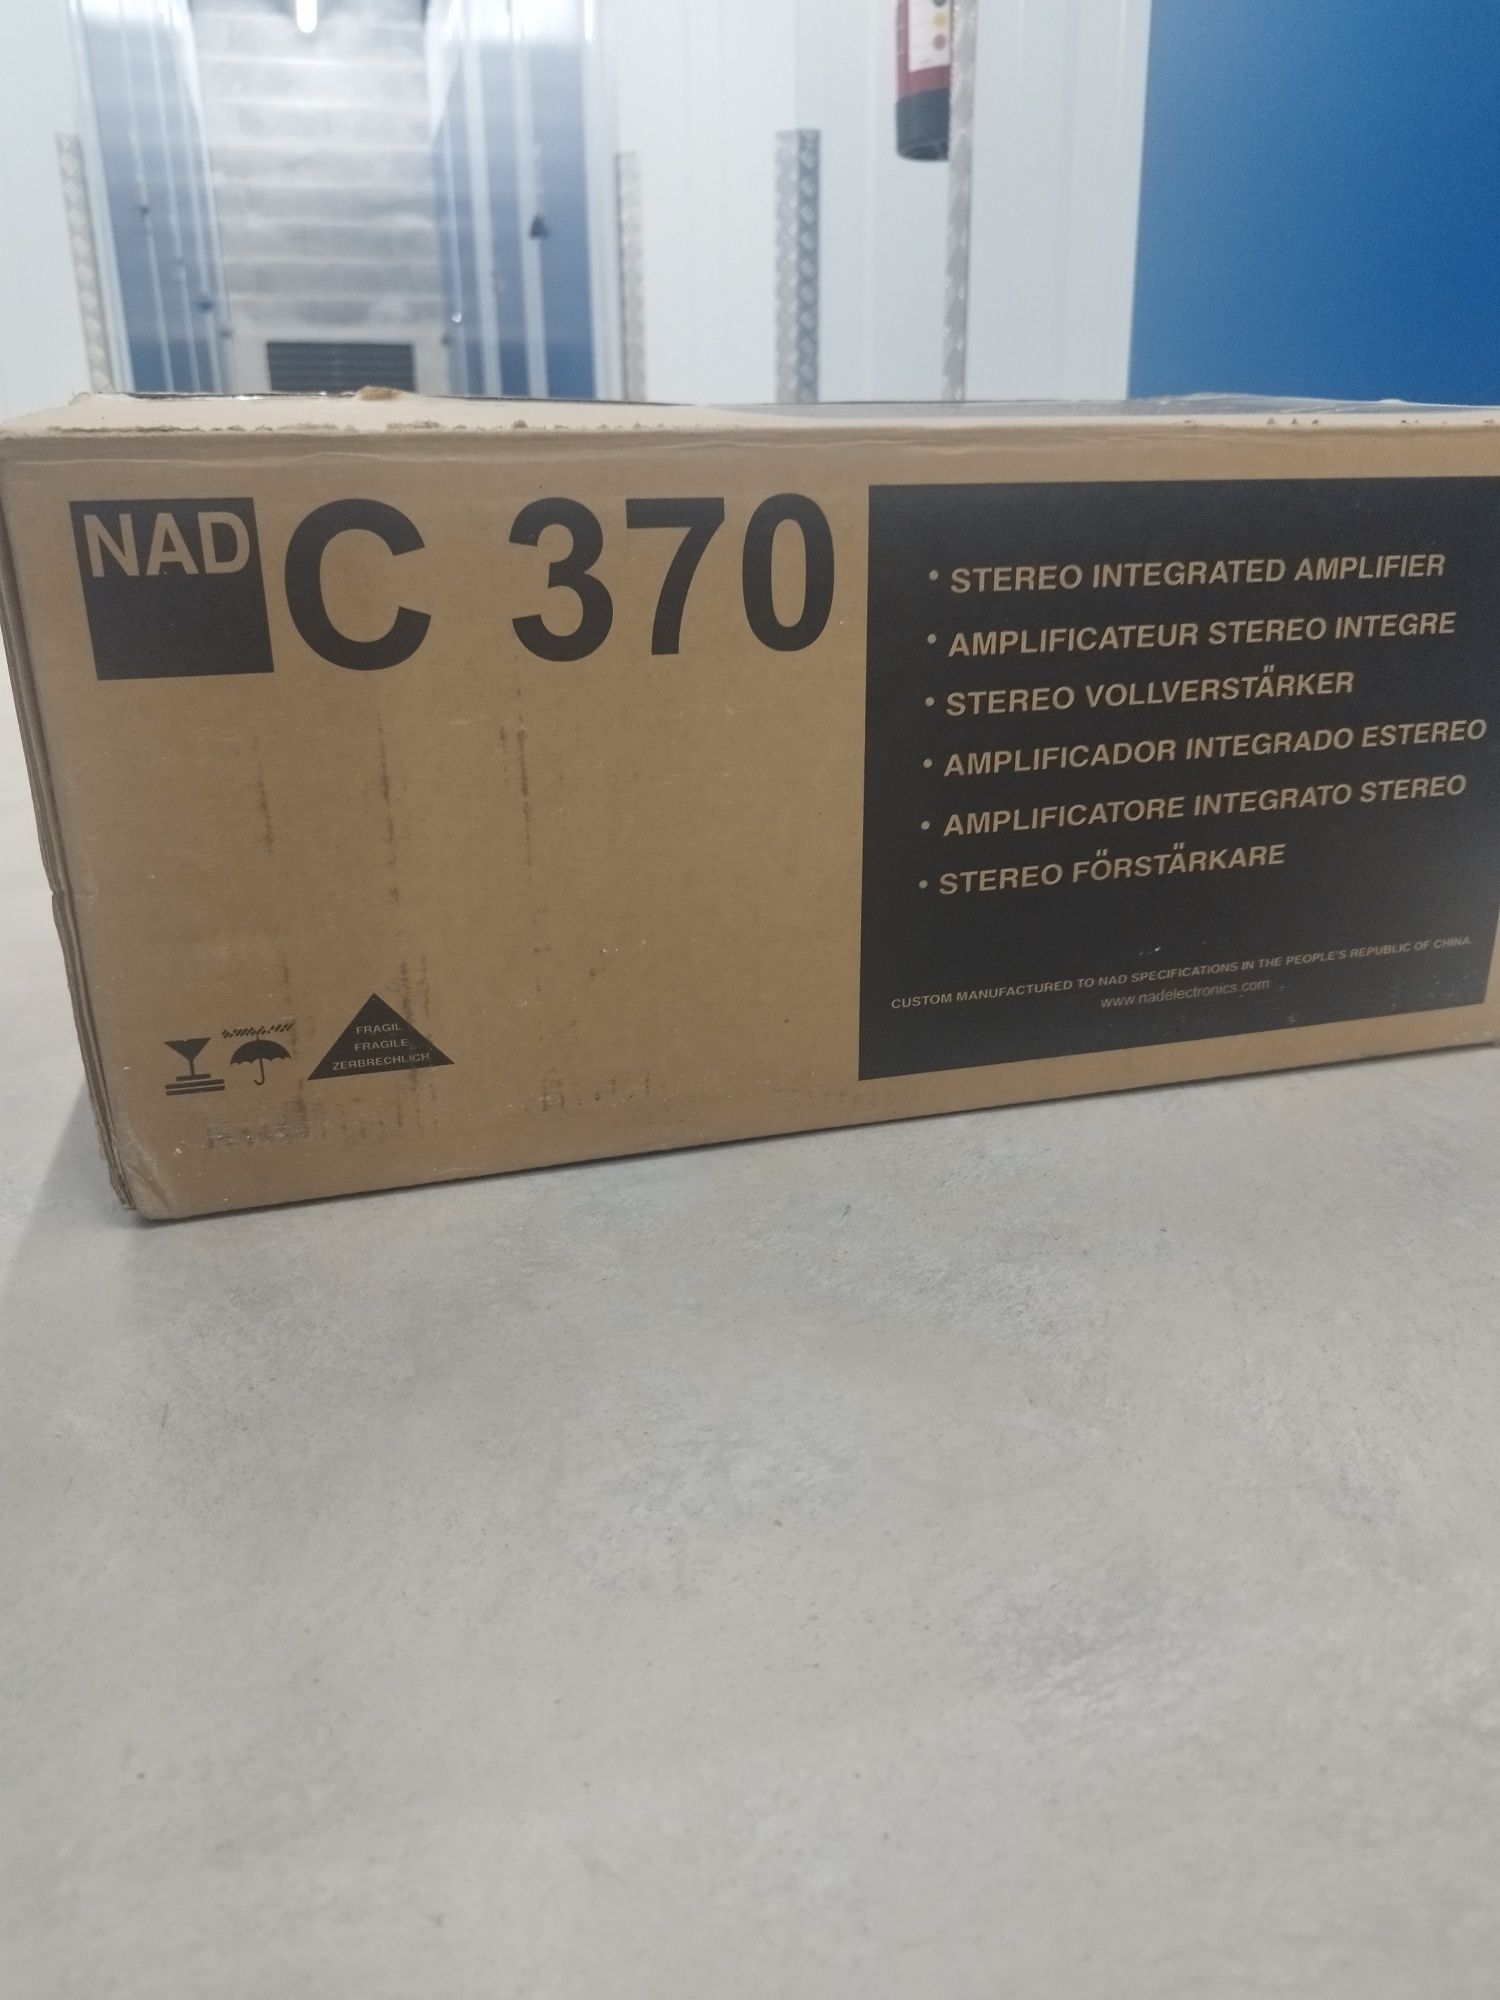 NAD C 370
• STEREO INTEGRATED AMPLIFIER
• AMPLIFICATEUR STEREO INTEGRE
• STEREO VOLLVERSTÄRKER
• AMPLIFICADOR INTEGRADO ESTEREO
• AMPLIFICATORE INTEGRATO STEREO
• STEREO FÖRSTÄRKARE
CUSTOM MANUFACTURED TO NAD SPECIFICATIONS IN THE PEOPLE'S REPUBLIC OF CHINA.
www.nadelectronics.com
FRAGIL
FRAGILE
ZERBRECHLICH